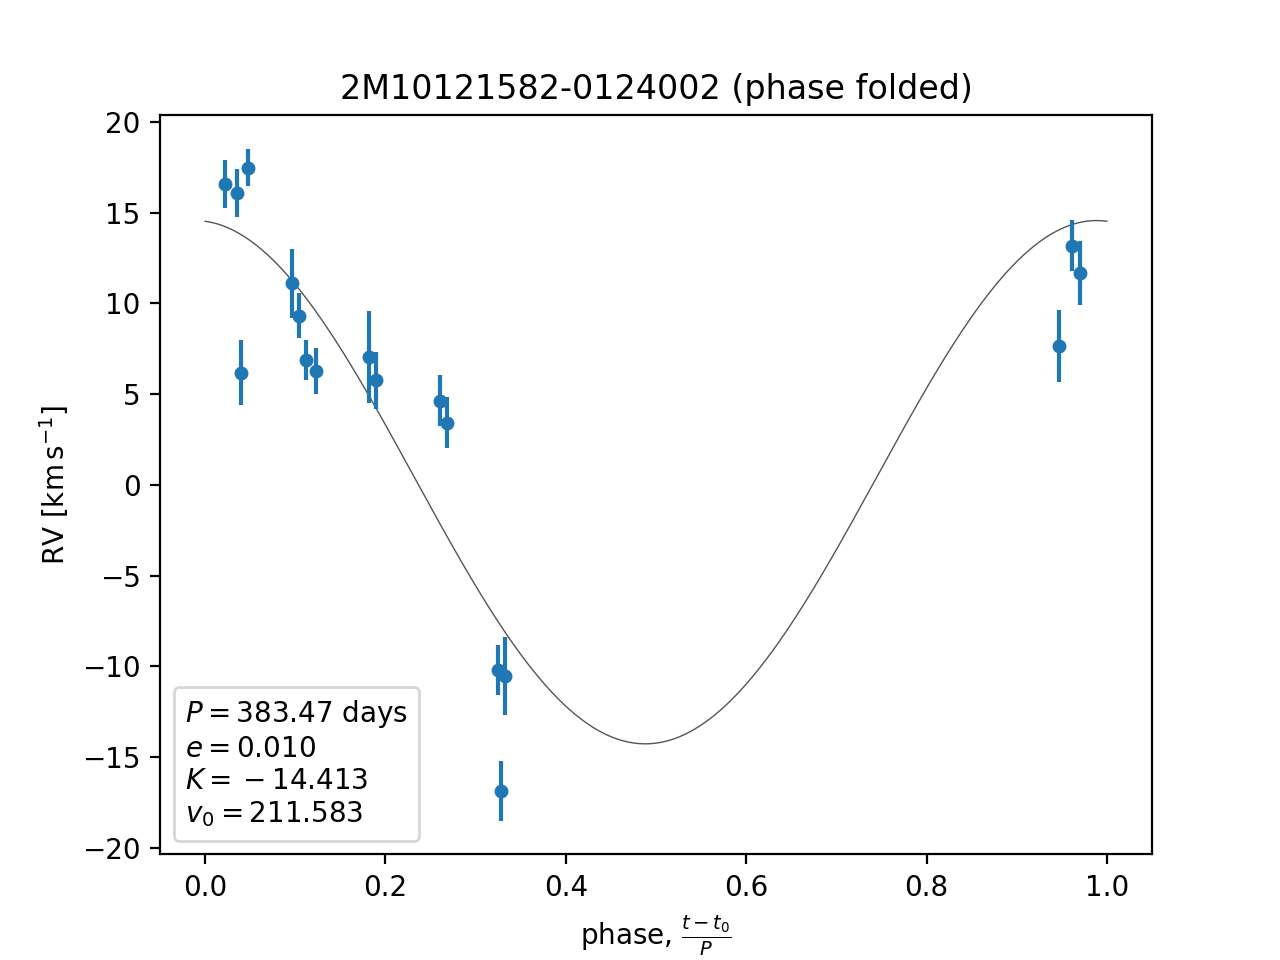 2M10121582-0124002 (phase folded)
20
15
10
5
0
−5
−10
−15
−20
RV [km s⁻¹]
P = 383.47 days
e = 0.010
K = −14.413
v₀ = 211.583
0.0 0.2 0.4 0.6 0.8 1.0
phase, (t − t₀)/P